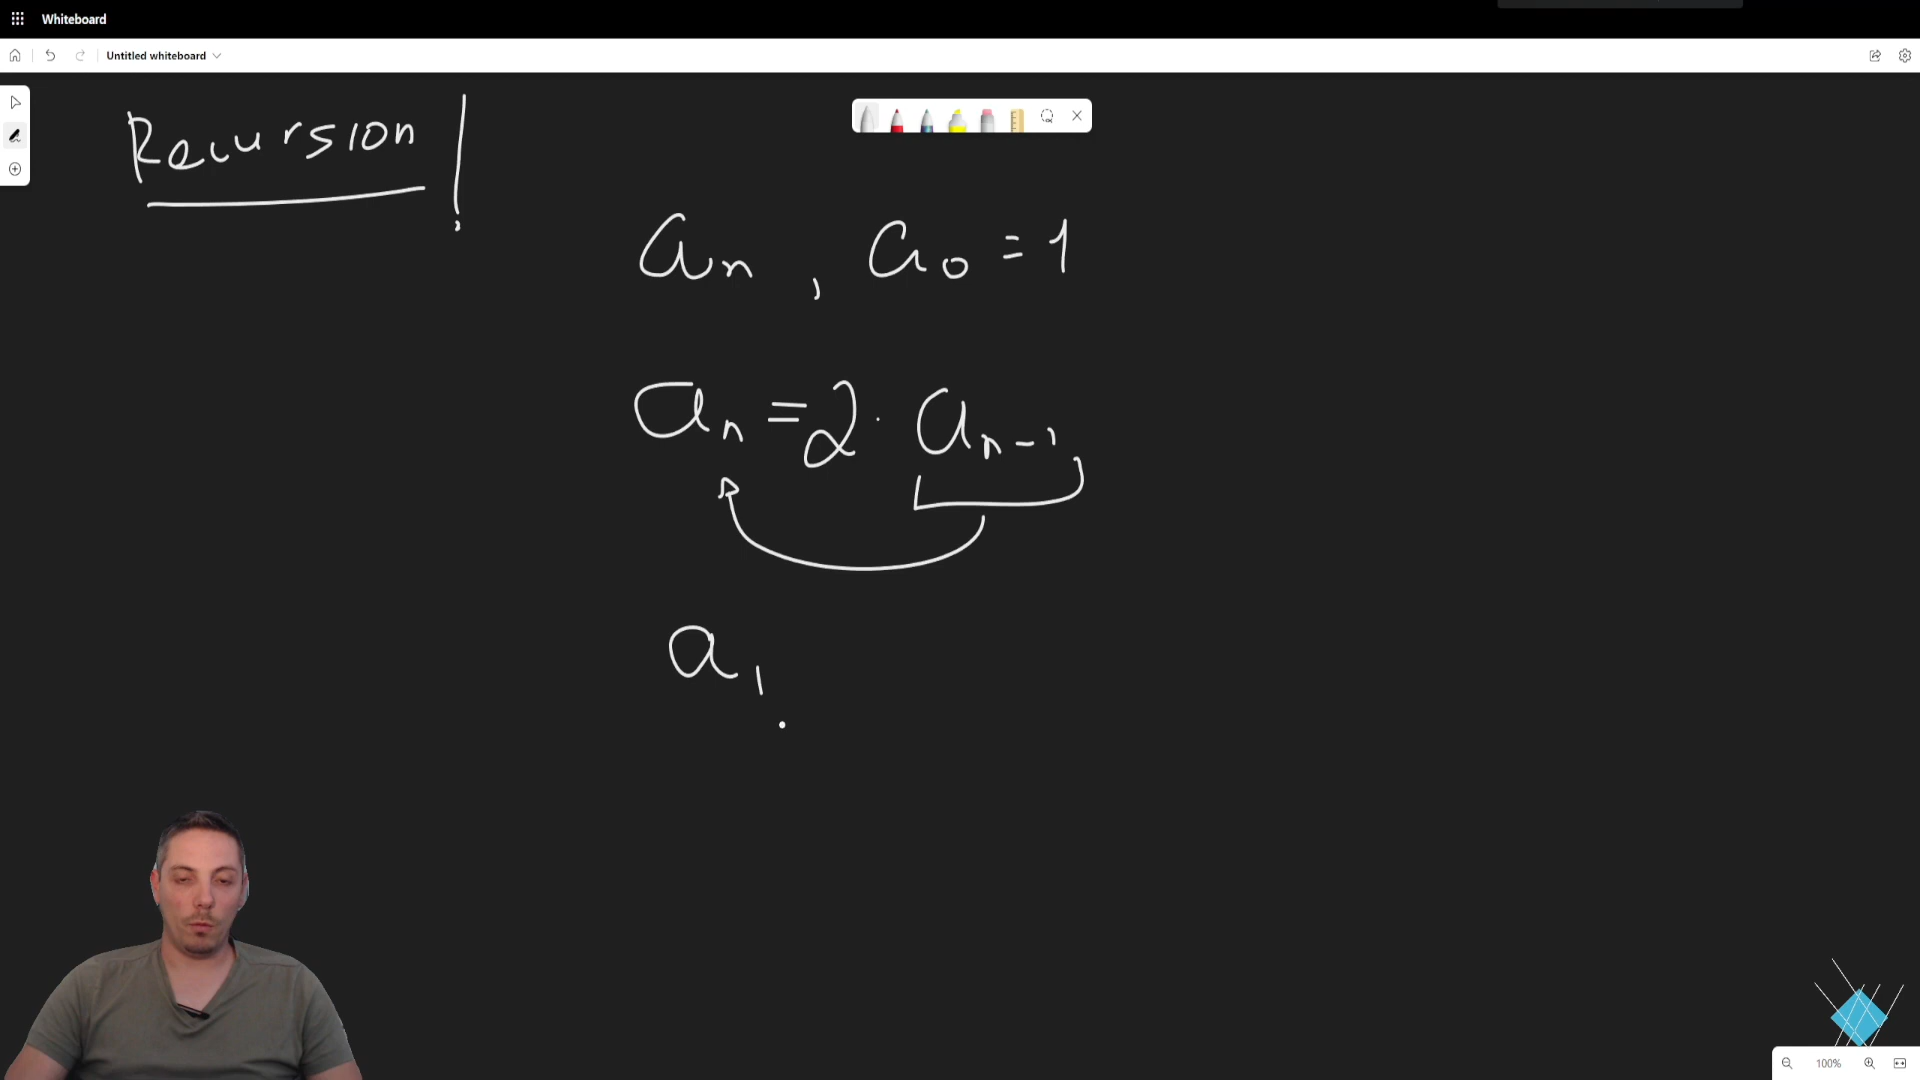 Whiteboard
Untitled whiteboard
Recursion!
aₙ , a₀ = 1
aₙ = 2 · aₙ₋₁
a₁
100%